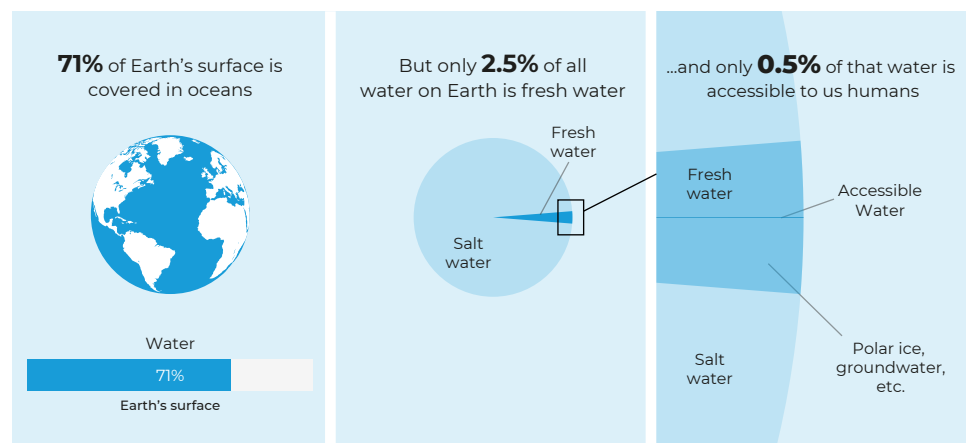 71% of Earth's surface is
covered in oceans
Water
71%
Earth's surface
But only 2.5% of all
water on Earth is fresh water
Fresh
water
Salt
water
...and only 0.5% of that water is
accessible to us humans
Fresh
water
Accessible
Water
Salt
water
Polar ice,
groundwater,
etc.